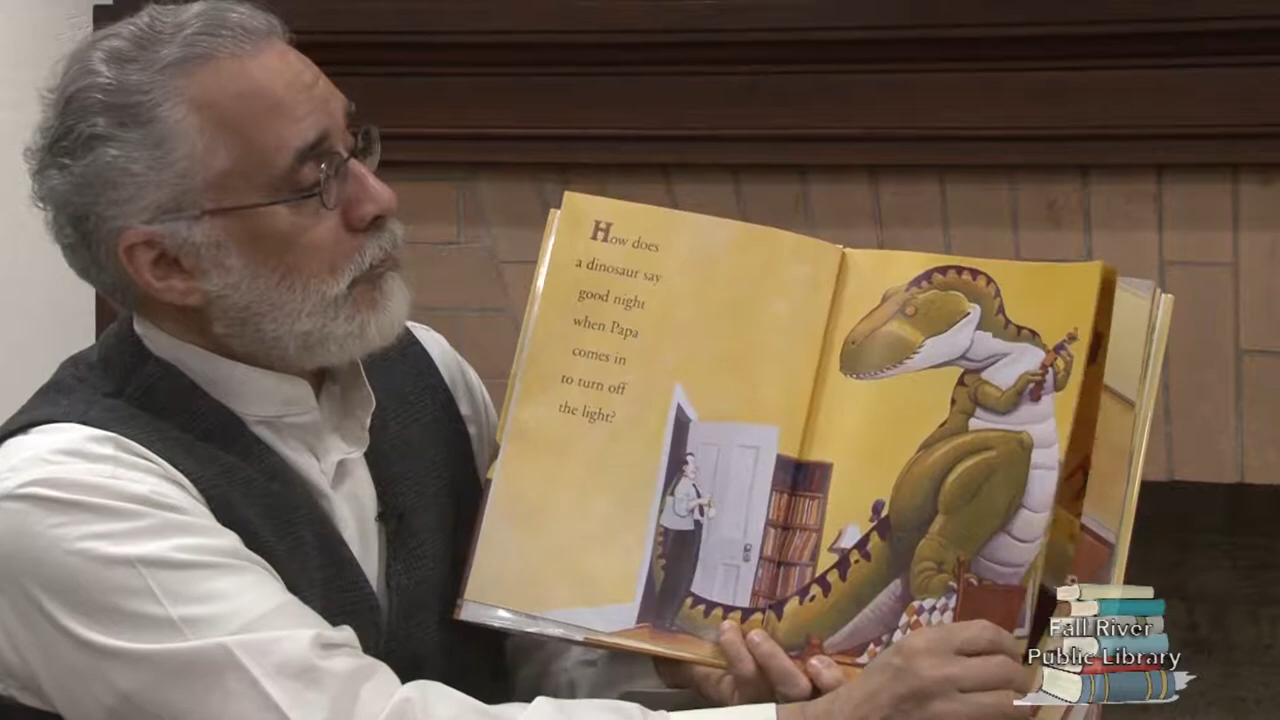 How does
a dinosaur say
good night
when Papa
comes in
to turn off
the light?
Fall River
Public Library